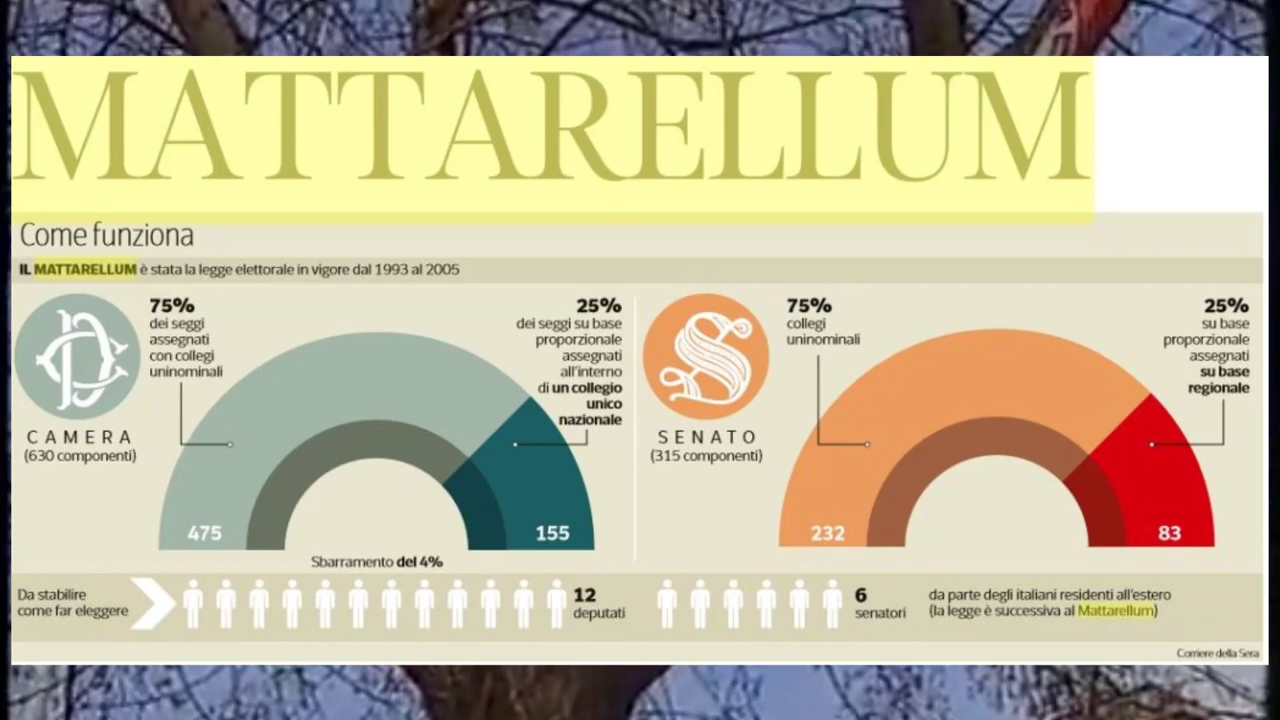 MATTARELLUM
Come funziona
IL MATTARELLUM è stata la legge elettorale in vigore dal 1993 al 2005
75%
dei seggi
assegnati
con collegi
uninominali
25%
dei seggi su base
proporzionale
assegnati
all'interno
di un collegio
unico
nazionale
CAMERA
(630 componenti)
475
155
Sbarramento del 4%
75%
collegi
uninominali
25%
su base
proporzionale
assegnati
su base
regionale
SENATO
(315 componenti)
232
83
Da stabilire
come far eleggere
12
deputati
6
senatori
da parte degli italiani residenti all'estero
(la legge è successiva al Mattarellum)
Corriere della Sera